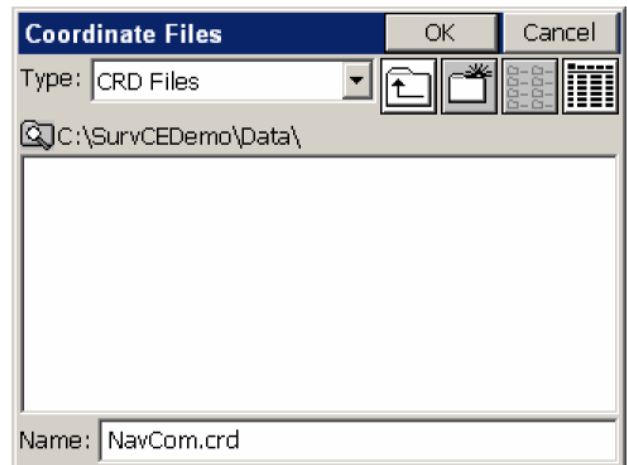 Coordinate Files OK Cancel
Type: CRD Files
C:\SurvCEDemo\Data\
Name: NavCom.crd